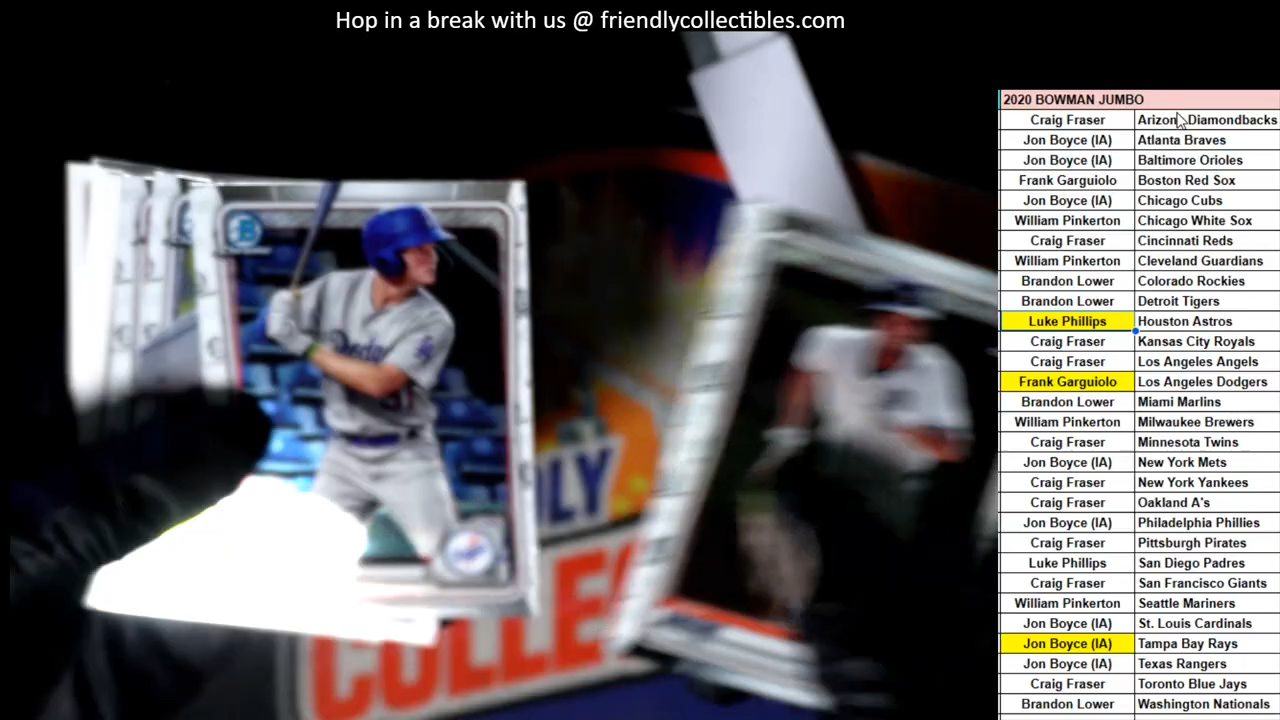 Hop in a break with us @ friendlycollectibles.com
2020 BOWMAN JUMBO
Craig Fraser Arizon Diamondbacks
Jon Boyce (IA) Atlanta Braves
Jon Boyce (IA) Baltimore Orioles
Frank Garguiolo Boston Red Sox
Jon Boyce (IA) Chicago Cubs
William Pinkerton Chicago White Sox
Craig Fraser Cincinnati Reds
William Pinkerton Cleveland Guardians
Brandon Lower Colorado Rockies
Brandon Lower Detroit Tigers
Luke Phillips Houston Astros
Craig Fraser Kansas City Royals
Craig Fraser Los Angeles Angels
Frank Garguiolo Los Angeles Dodgers
Brandon Lower Miami Marlins
William Pinkerton Milwaukee Brewers
Craig Fraser Minnesota Twins
Jon Boyce (IA) New York Mets
Craig Fraser New York Yankees
Craig Fraser Oakland A's
Jon Boyce (IA) Philadelphia Phillies
Craig Fraser Pittsburgh Pirates
Luke Phillips San Diego Padres
Craig Fraser San Francisco Giants
William Pinkerton Seattle Mariners
Jon Boyce (IA) St. Louis Cardinals
Jon Boyce (IA) Tampa Bay Rays
Jon Boyce (IA) Texas Rangers
Craig Fraser Toronto Blue Jays
Brandon Lower Washington Nationals
B
NLY
COLLE